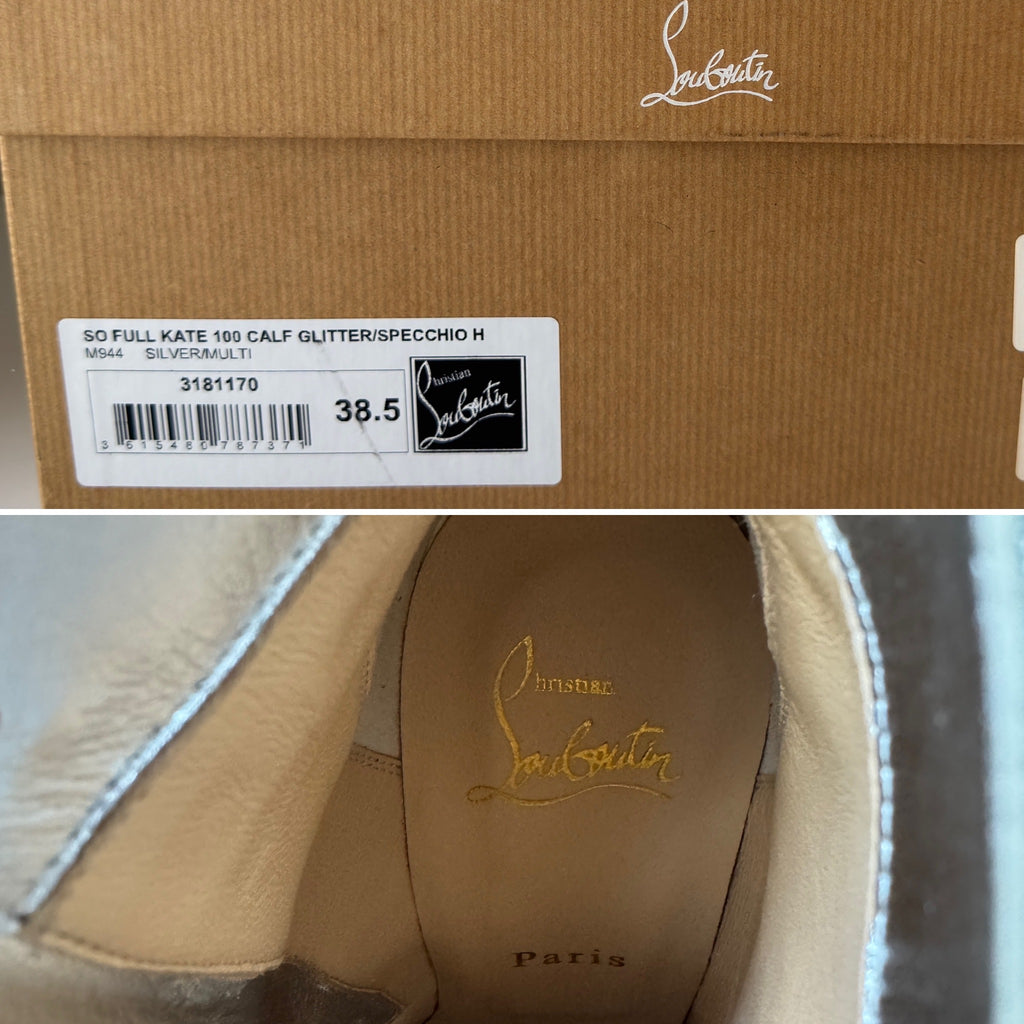 Louboutin
SO FULL KATE 100 CALF GLITTER/SPECCHIO H
M944 SILVER/MULTI
3181170
38.5
3 615480 787371
Christian
Louboutin
Christian
Louboutin
Paris